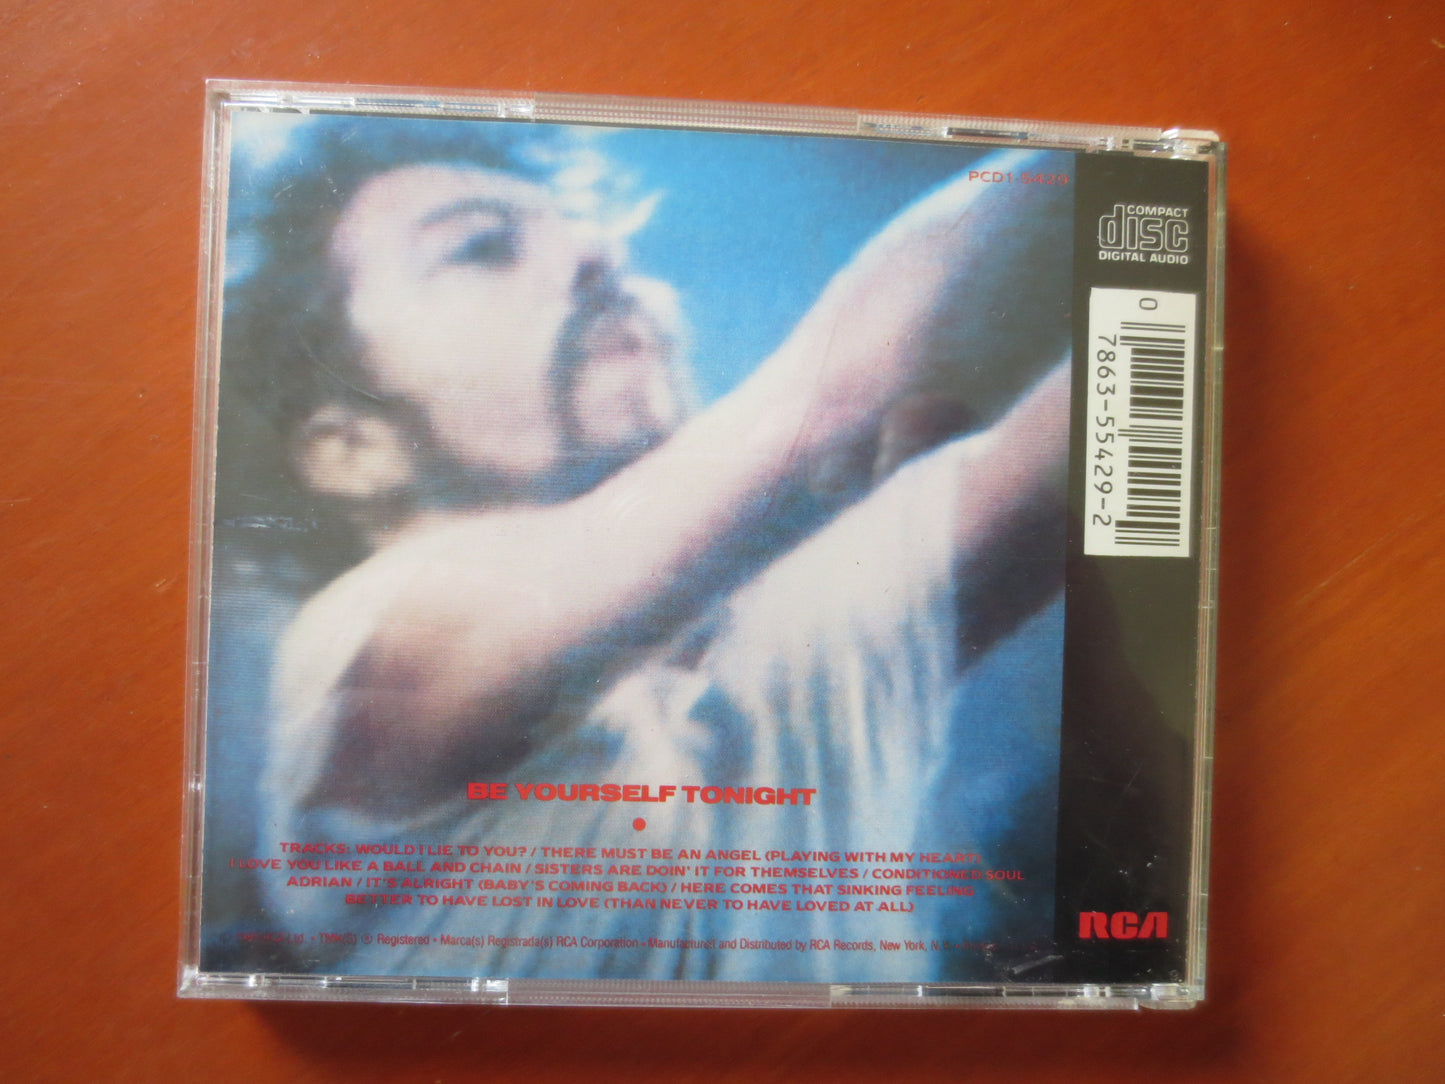 PCD1-5429
COMPACT
disc
DIGITAL AUDIO
0
7863-55429-2
BE YOURSELF TONIGHT
TRACKS: WOULD I LIE TO YOU? / THERE MUST BE AN ANGEL (PLAYING WITH MY HEART)
I LOVE YOU LIKE A BALL AND CHAIN / SISTERS ARE DOIN' IT FOR THEMSELVES / CONDITIONED SOUL
ADRIAN / IT'S ALRIGHT (BABY'S COMING BACK) / HERE COMES THAT SINKING FEELING
BETTER TO HAVE LOST IN LOVE (THAN NEVER TO HAVE LOVED AT ALL)
Ltd. • TMK(S) ® Registered • Marca(s) Registrada(s) RCA Corporation • Manufactured and Distributed by RCA Records, New York, N.Y.
RCA